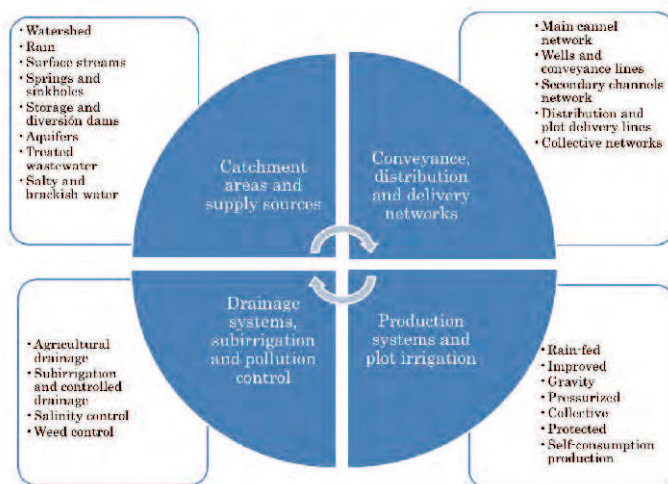 • Watershed
• Rain
• Surface streams
• Springs and
sinkholes
• Storage and
diversión dams
• Aquifers
• Treated
wastewater
• Salty and
brackish water
• Main cannel
network
• Wells and
conveyance lines
• Secondary channels
network
• Distribution and
plot delivery lines
• Collective networks
Catchment
areas and
supply sources
Conveyance,
distribution
and delivery
networks
Drainage
systems,
subirrigation
and pollution
control
Production
systems and
plot irrigation
• Agricultural
drainage
• Subirrigation
and controlled
drainage
• Salinity control
• Weed control
• Rain-fed
• Improved
• Gravity
• Pressurized
• Collective
• Protected
• Self-consumption
production